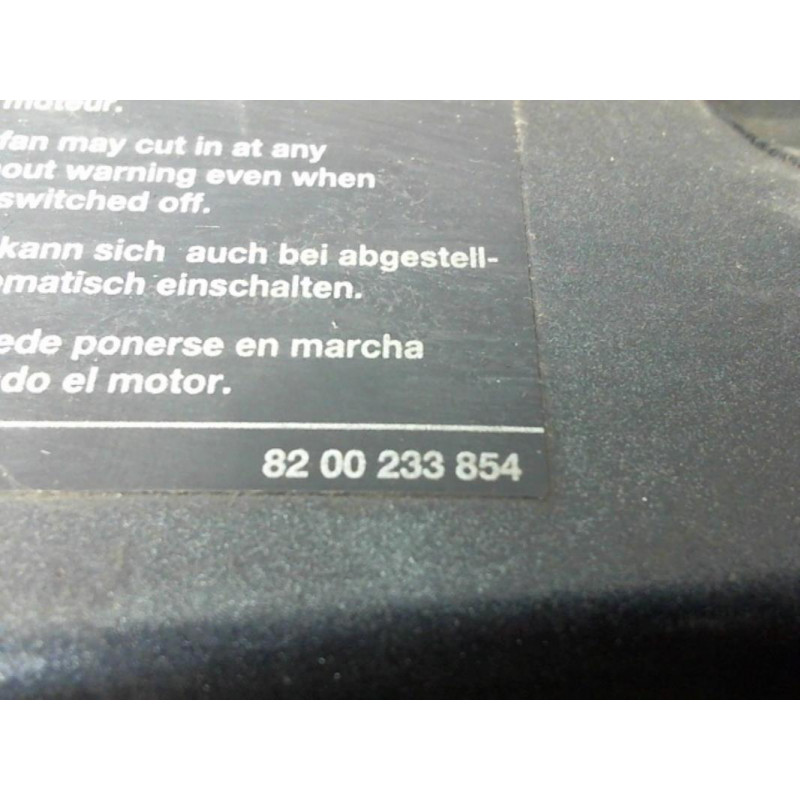 moteur.
fan may cut in at any
out warning even when
switched off.
kann sich auch bei abgestell-
ematisch einschalten.
ede ponerse en marcha
do el motor.
82 00 233 854